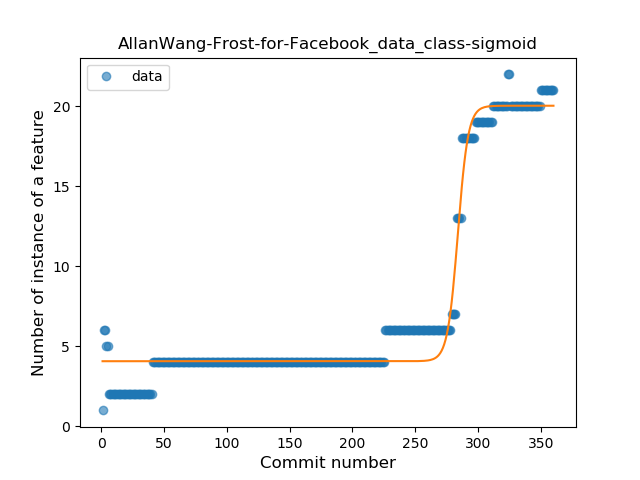 AllanWang-Frost-for-Facebook_data_class-sigmoid
data
Number of instance of a feature
20
15
10
5
0
0 50 100 150 200 250 300 350
Commit number